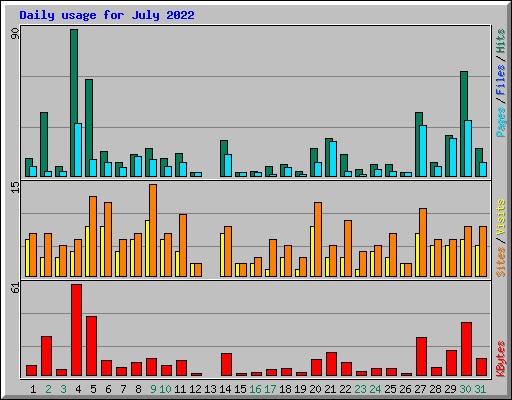 Daily usage for July 2022
90
Pages / Files / Hits
15
Sites / Visits
61
KBytes
1 2 3 4 5 6 7 8 9 10 11 12 13 14 15 16 17 18 19 20 21 22 23 24 25 26 27 28 29 30 31